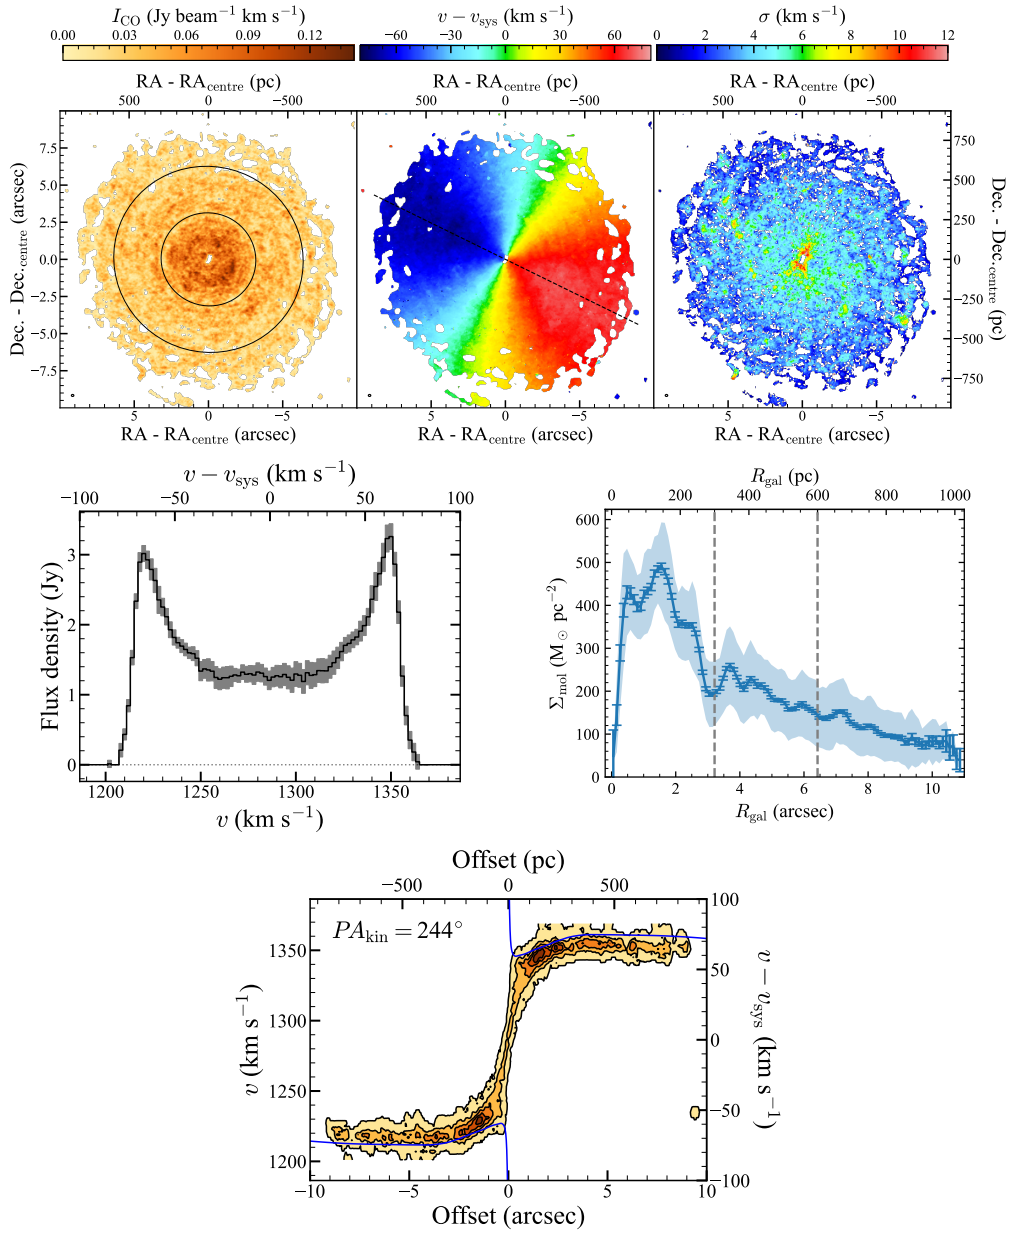 I_CO (Jy beam⁻¹ km s⁻¹)
v − v_sys (km s⁻¹)
σ (km s⁻¹)
0.00 0.03 0.06 0.09 0.12
−60 −30 0 30 60
0 2 4 6 8 10 12
RA - RA_centre (pc)
RA - RA_centre (pc)
RA - RA_centre (pc)
500 0 −500
500 0 −500
500 0 −500
Dec. - Dec._centre (arcsec)
7.5
5.0
2.5
0.0
−2.5
−5.0
−7.5
750
500
250
0
−250
−500
−750
Dec. - Dec._centre (pc)
5 0 −5
5 0 −5
5 0 −5
RA - RA_centre (arcsec)
RA - RA_centre (arcsec)
RA - RA_centre (arcsec)
v − v_sys (km s⁻¹)
−100 −50 0 50 100
Flux density (Jy)
3
2
1
0
1200 1250 1300 1350
v (km s⁻¹)
R_gal (pc)
0 200 400 600 800 1000
Σ_mol (M_⊙ pc⁻²)
600
500
400
300
200
100
0
0 2 4 6 8 10
R_gal (arcsec)
Offset (pc)
−500 0 500
PA_kin = 244°
v (km s⁻¹)
1350
1300
1250
1200
100
50
0
−50
−100
v − v_sys (km s⁻¹)
−10 −5 0 5 10
Offset (arcsec)